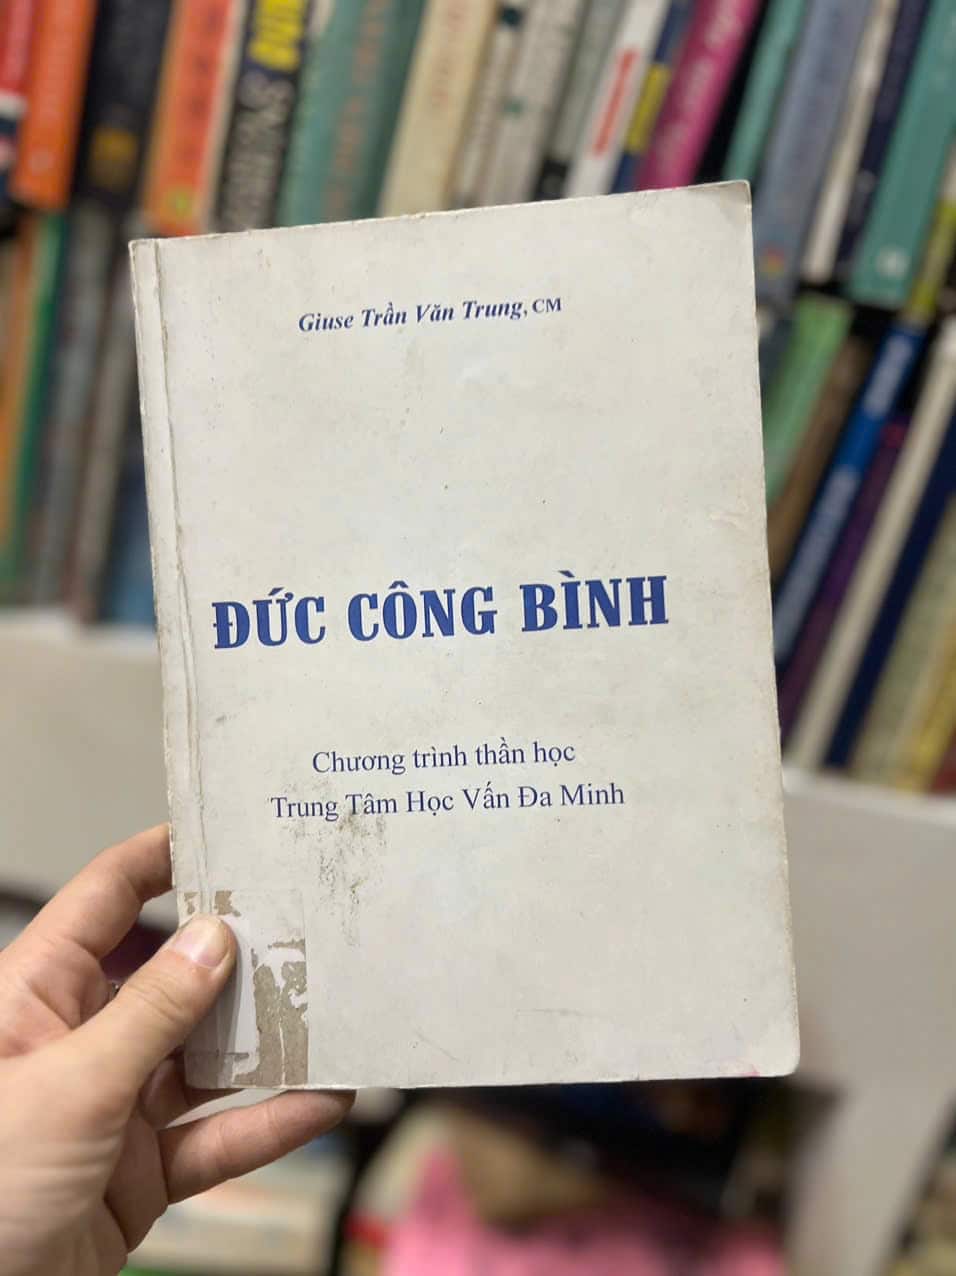 Giuse Trần Văn Trung, CM
ĐỨC CÔNG BÌNH
Chương trình thần học
Trung Tâm Học Vấn Đa Minh